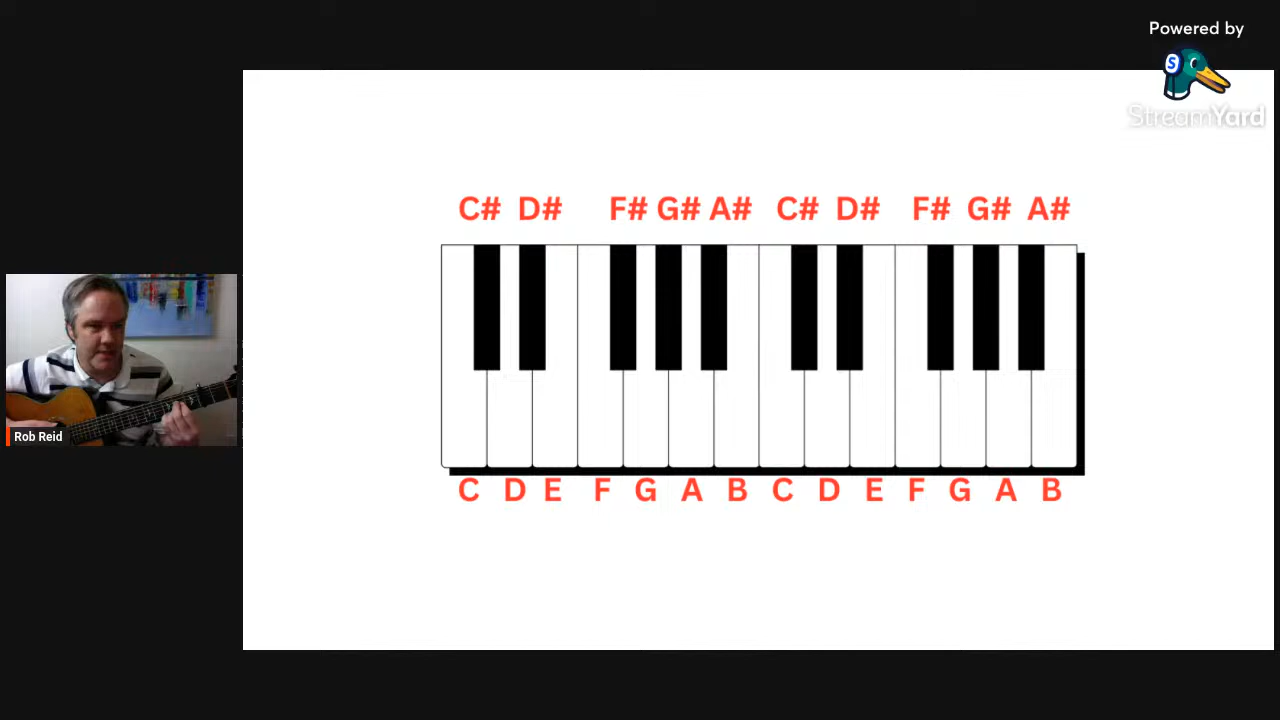 Powered by
StreamYard
C# D# F# G# A# C# D# F# G# A#
Rob Reid
C D E F G A B C D E F G A B